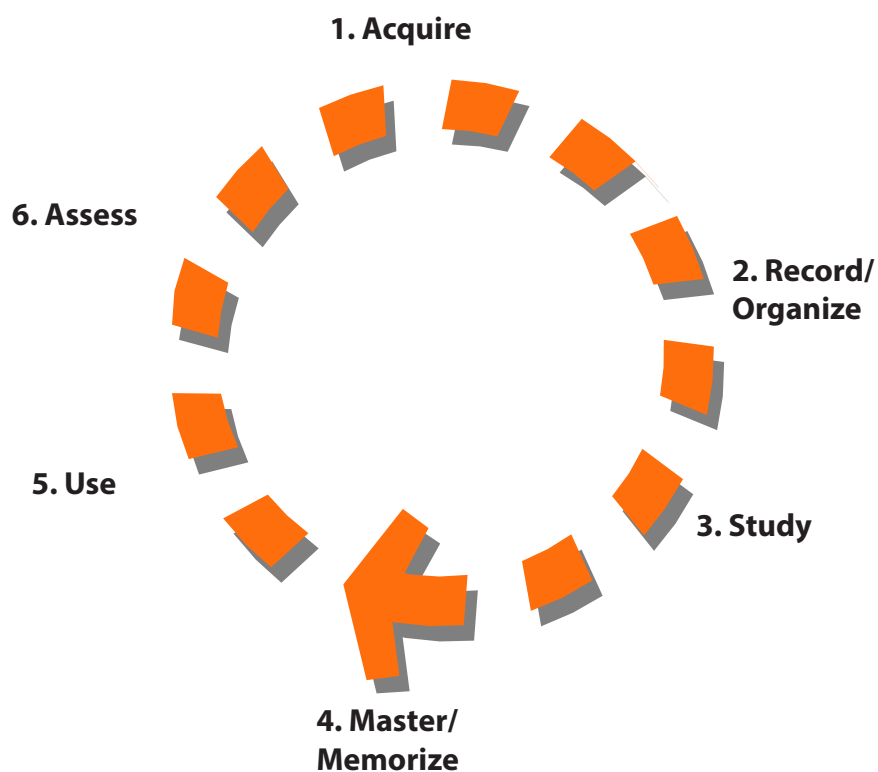 1. Acquire
2. Record/
Organize
3. Study
4. Master/
Memorize
5. Use
6. Assess